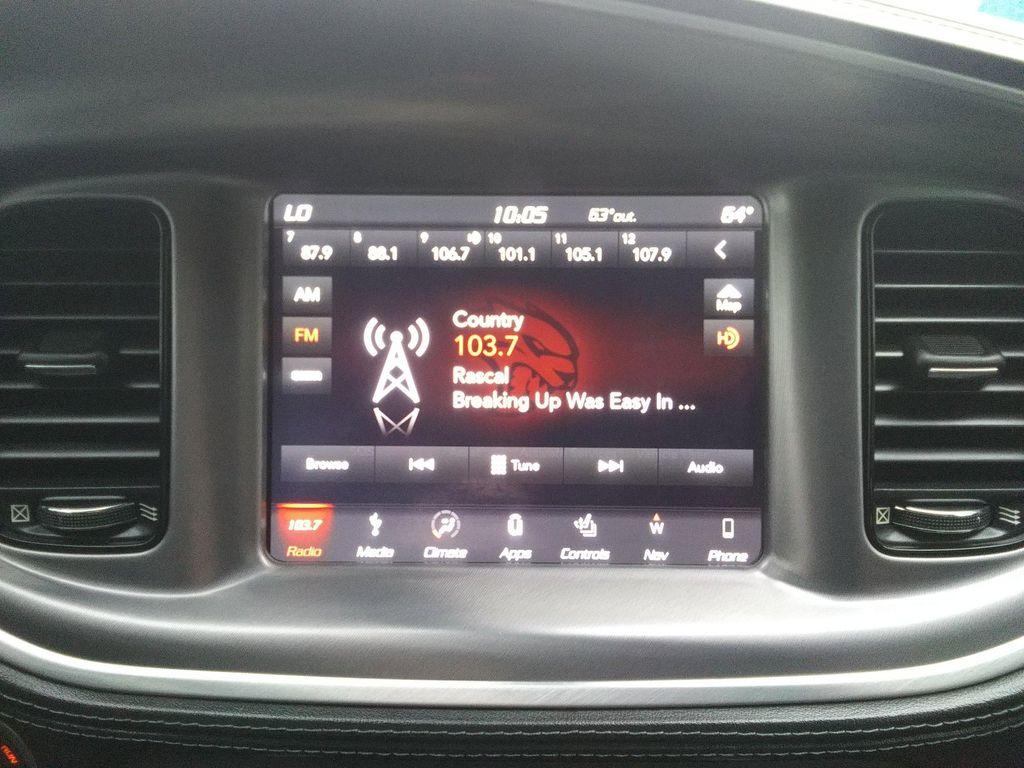 LO 10:05 63°out. 64°
7 87.9 8 88.1 9 106.7 10 101.1 11 105.1 12 107.9
AM
Map
FM
HD
Country
103.7
Rascal
Breaking Up Was Easy In ...
Browse Tune Audio
103.7 W
Radio Media Climate Apps Controls Nav Phone